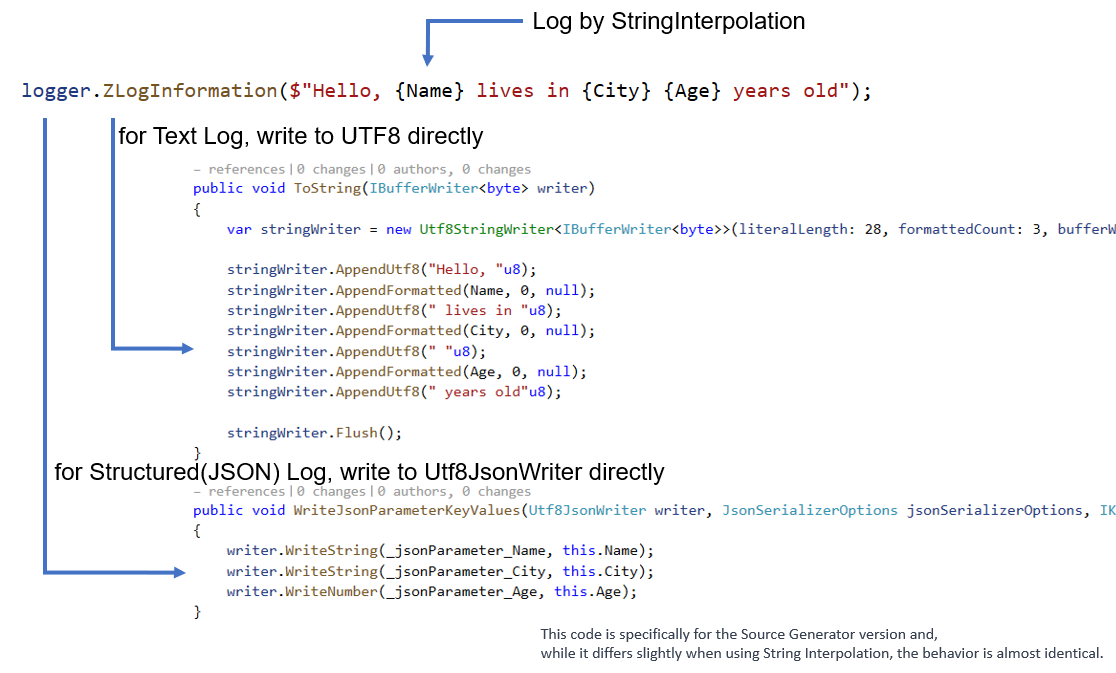 Log by StringInterpolation
logger.ZLogInformation($"Hello, {Name} lives in {City} {Age} years old");
for Text Log, write to UTF8 directly
– references|0 changes|0 authors, 0 changes
public void ToString(IBufferWriter<byte> writer)
{
var stringWriter = new Utf8StringWriter<IBufferWriter<byte>>(literalLength: 28, formattedCount: 3, bufferW
stringWriter.AppendUtf8("Hello, "u8);
stringWriter.AppendFormatted(Name, 0, null);
stringWriter.AppendUtf8(" lives in "u8);
stringWriter.AppendFormatted(City, 0, null);
stringWriter.AppendUtf8(" "u8);
stringWriter.AppendFormatted(Age, 0, null);
stringWriter.AppendUtf8(" years old"u8);
stringWriter.Flush();
}
for Structured(JSON) Log, write to Utf8JsonWriter directly
– references|0 changes|0 authors, 0 changes
public void WriteJsonParameterKeyValues(Utf8JsonWriter writer, JsonSerializerOptions jsonSerializerOptions, IK
{
writer.WriteString(_jsonParameter_Name, this.Name);
writer.WriteString(_jsonParameter_City, this.City);
writer.WriteNumber(_jsonParameter_Age, this.Age);
}
This code is specifically for the Source Generator version and,
while it differs slightly when using String Interpolation, the behavior is almost identical.